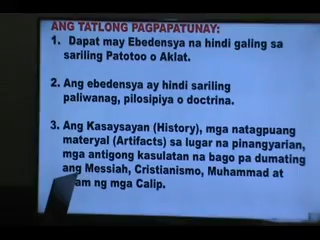 ANG TATLONG PAGPAPATUNAY:
1. Dapat may Ebedensya na hindi galing sa
sariling Patotoo o Aklat.
2. Ang ebedensya ay hindi sariling
paliwanag, pilosipiya o doctrina.
3. Ang Kasaysayan (History), mga natagpuang
materyal (Artifacts) sa lugar na pinangyarian,
mga antigong kasulatan na bago pa dumating
ang Messiah, Cristianismo, Muhammad at
ng mga Calip.